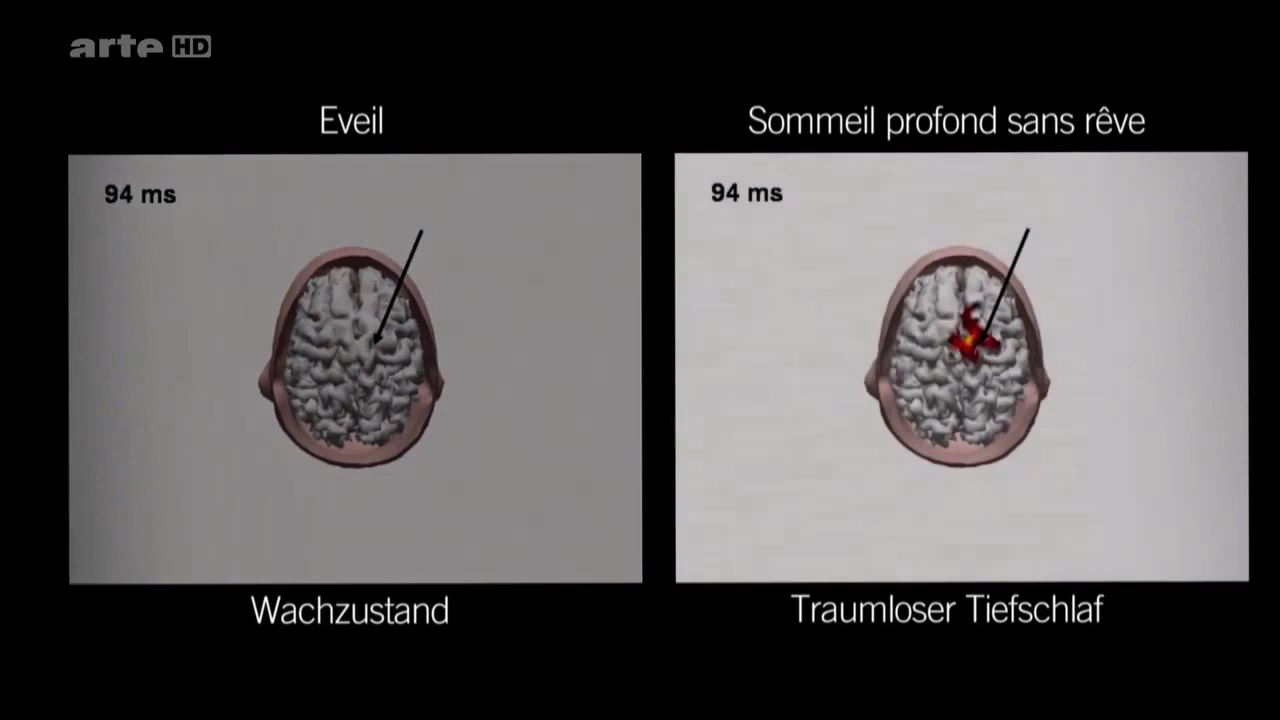 arte HD
Eveil
Sommeil profond sans rêve
94 ms
94 ms
Wachzustand
Traumloser Tiefschlaf